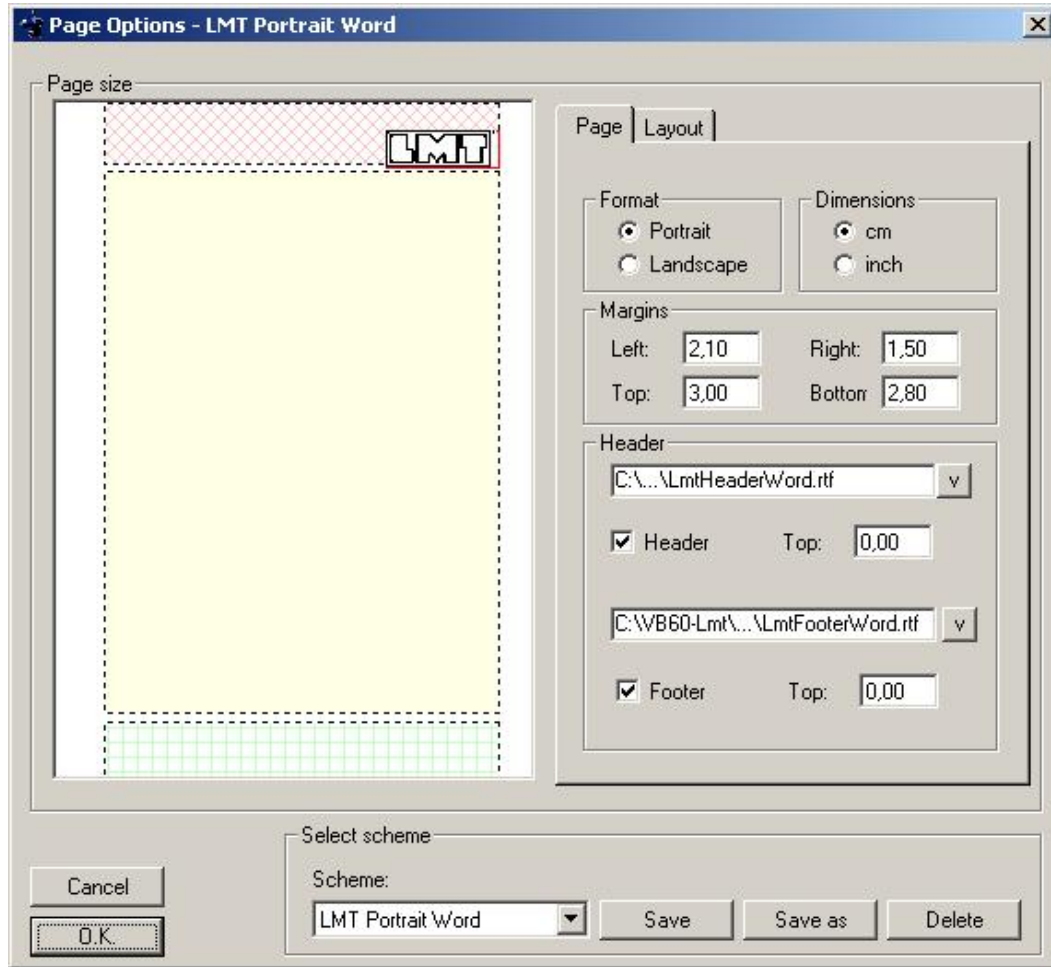 Page Options - LMT Portrait Word
Page size
LMT
Page Layout
Format
Portrait
Landscape
Dimensions
cm
inch
Margins
Left: 2,10 Right: 1,50
Top: 3,00 Bottom 2,80
Header
C:\...\LmtHeaderWord.rtf v
Header Top: 0,00
C:\VB60-Lmt\...\LmtFooterWord.rtf v
Footer Top: 0,00
Select scheme
Scheme:
LMT Portrait Word Save Save as Delete
Cancel
O.K.